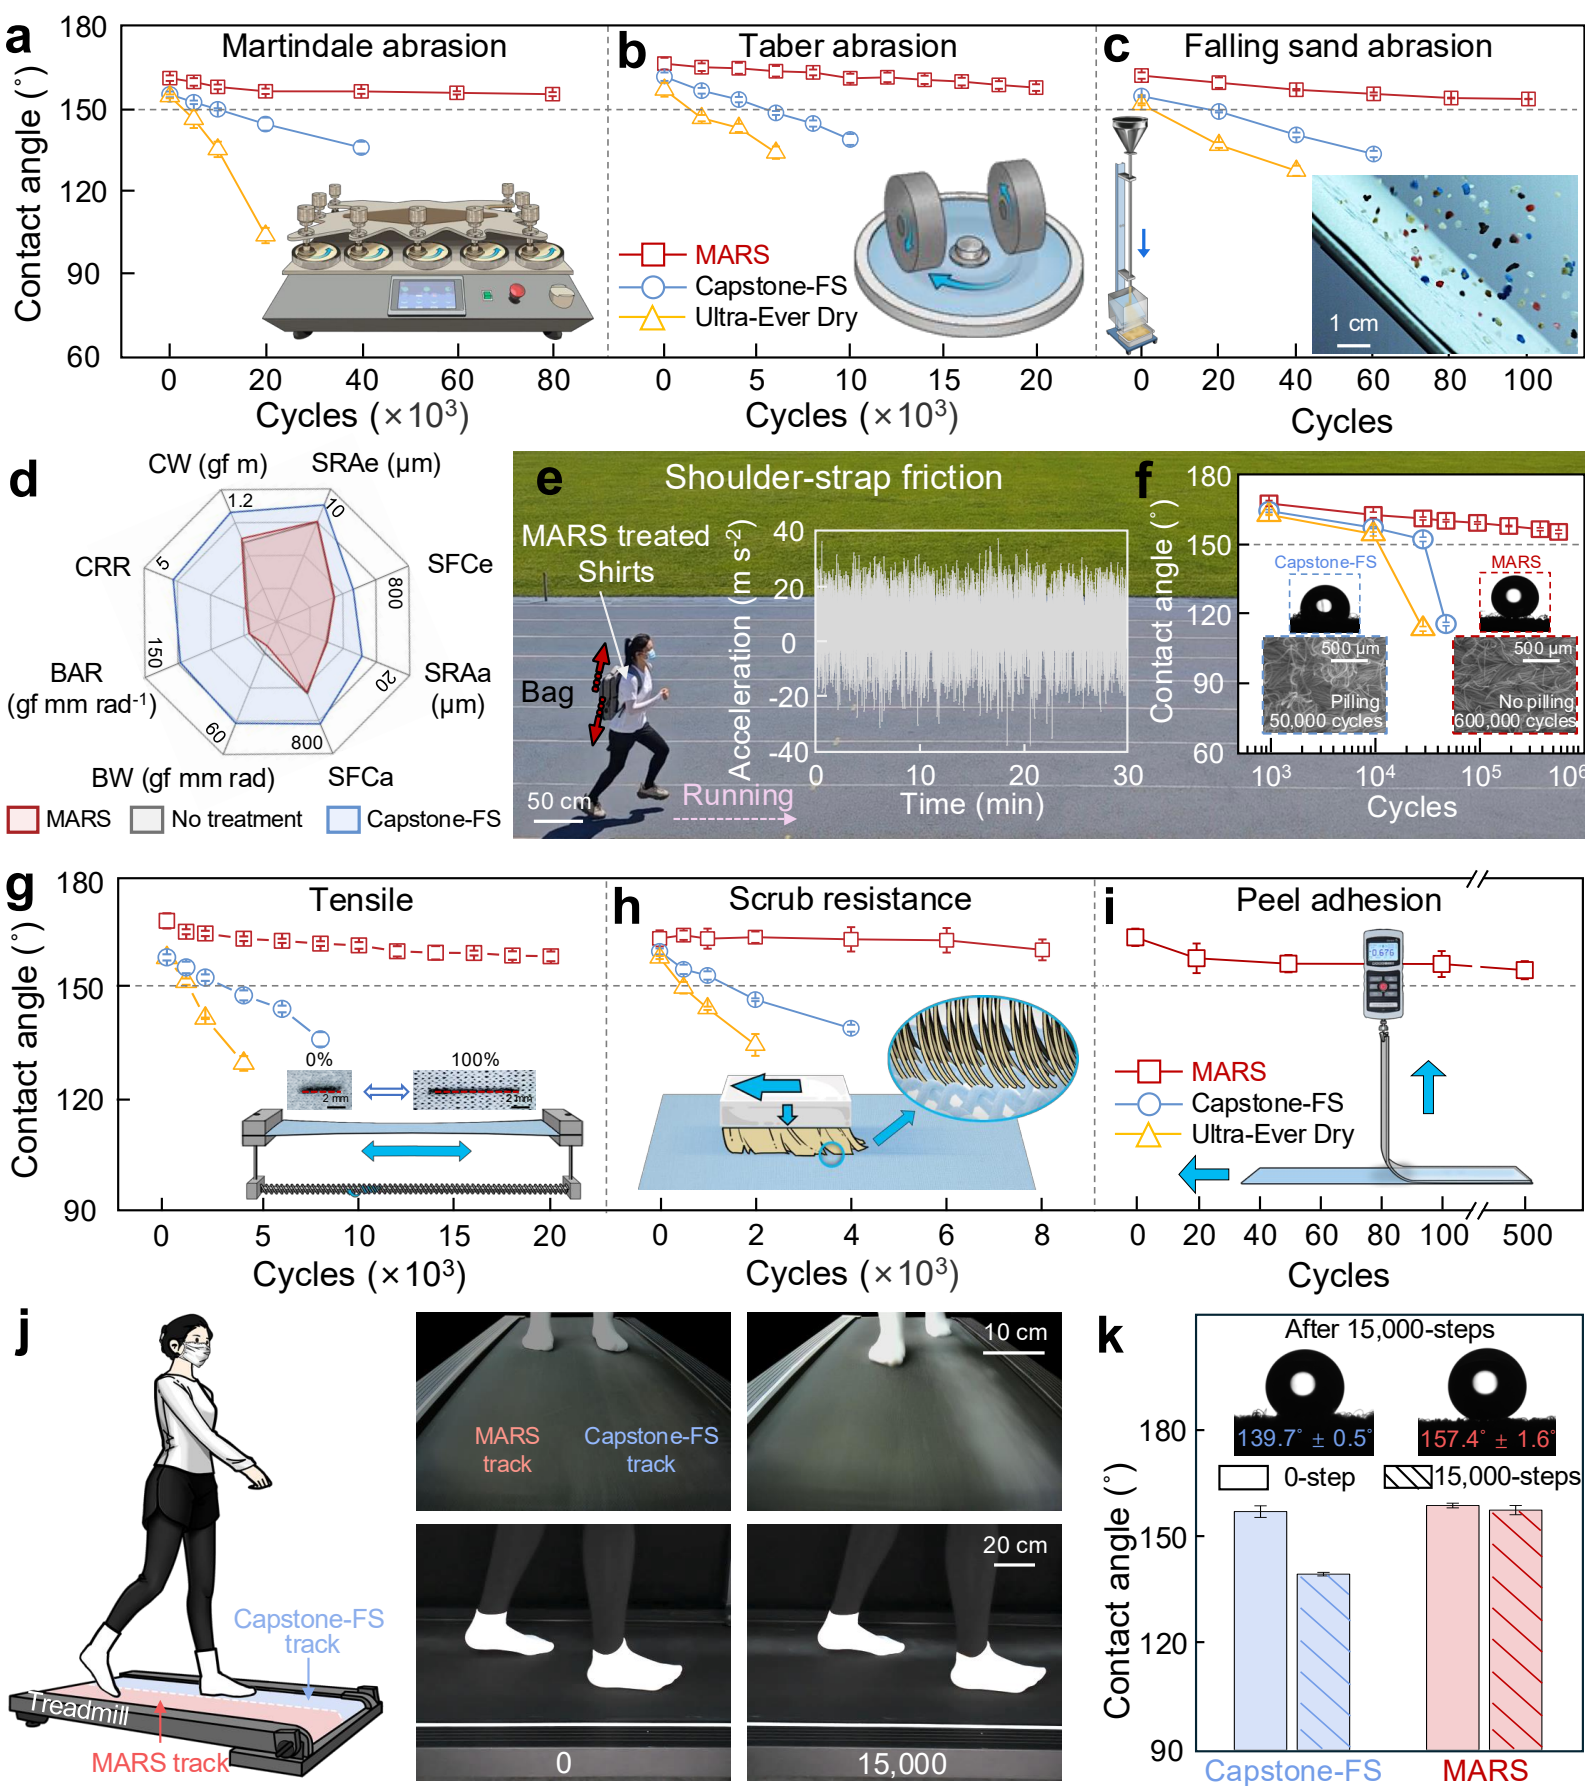 a
Martindale abrasion
Contact angle (°)
180
150
120
90
60
0 20 40 60 80
Cycles (×10³)
b
Taber abrasion
MARS
Capstone-FS
Ultra-Ever Dry
0 5 10 15 20
Cycles (×10³)
c
Falling sand abrasion
1 cm
0 20 40 60 80 100
Cycles
d
CW (gf m)
SRAe (μm)
SFCe
SRAa
(μm)
SFCa
BW (gf mm rad)
BAR
(gf mm rad⁻¹)
CRR
1.2
10
800
20
800
60
150
5
MARS
No treatment
Capstone-FS
e
Shoulder-strap friction
MARS treated
Shirts
Bag
50 cm
Running
Acceleration (m s⁻²)
40
20
0
-20
-40
0 10 20 30
Time (min)
f
Contact angle (°)
180
150
120
90
60
Capstone-FS
MARS
500 μm
Pilling
50,000 cycles
500 μm
No pilling
600,000 cycles
10³ 10⁴ 10⁵ 10⁶
Cycles
g
Tensile
Contact angle (°)
180
150
120
90
0%
100%
2 mm
2 mm
0 5 10 15 20
Cycles (×10³)
h
Scrub resistance
0 2 4 6 8
Cycles (×10³)
i
Peel adhesion
-0.676
MARS
Capstone-FS
Ultra-Ever Dry
0 20 40 60 80 100 500
Cycles
j
Capstone-FS
track
Treadmill
MARS track
MARS
track
Capstone-FS
track
10 cm
20 cm
0
15,000
k
After 15,000-steps
139.7° ± 0.5°
157.4° ± 1.6°
0-step
15,000-steps
Contact angle (°)
180
150
120
90
Capstone-FS
MARS